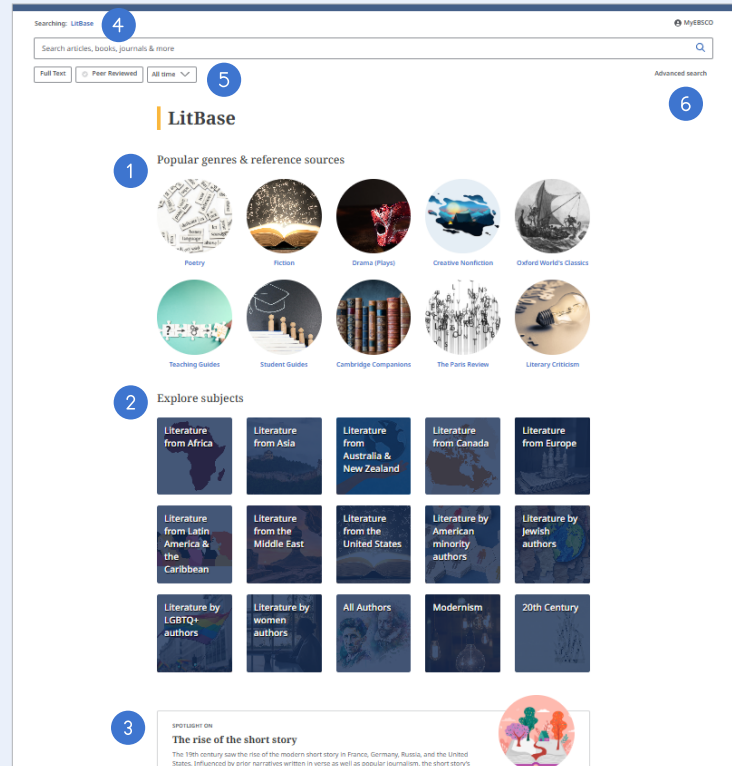 Searching: LitBase
4
MyEBSCO
Search articles, books, journals & more
Full Text
Peer Reviewed
All time
5
Advanced search
6
LitBase
1
Popular genres & reference sources
Poetry
Fiction
Drama (Plays)
Creative Nonfiction
Oxford World's Classics
Teaching Guides
Student Guides
Cambridge Companions
The Paris Review
Literary Criticism
2
Explore subjects
Literature
from Africa
Literature
from Asia
Literature
from
Australia &
New Zealand
Literature
from Canada
Literature
from Europe
Literature
from Latin
America &
the
Caribbean
Literature
from the
Middle East
Literature
from the
United States
Literature by
American
minority
authors
Literature by
Jewish
authors
Literature by
LGBTQ+
authors
Literature by
women
authors
All Authors
Modernism
20th Century
3
SPOTLIGHT ON
The rise of the short story
The 19th century saw the rise of the modern short story in France, Germany, Russia, and the United
States. Influenced by prior narratives written in verse as well as popular journalism, the short story's